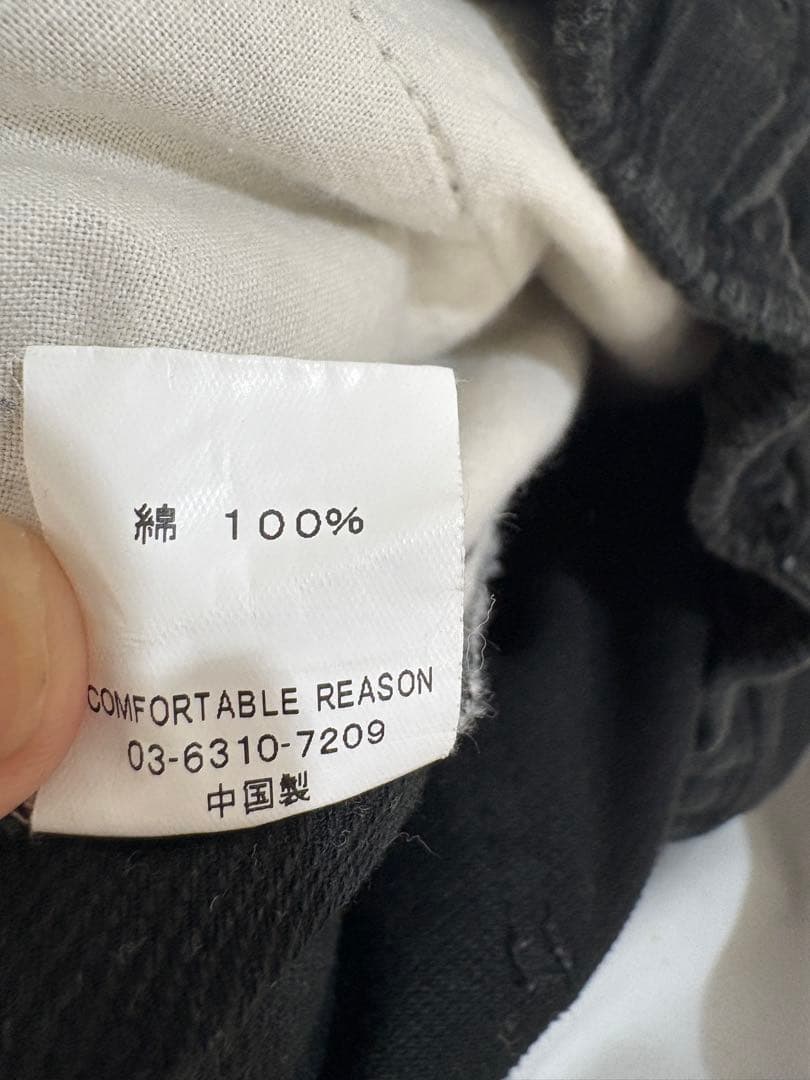 綿 100%
COMFORTABLE REASON
03-6310-7209
中国製